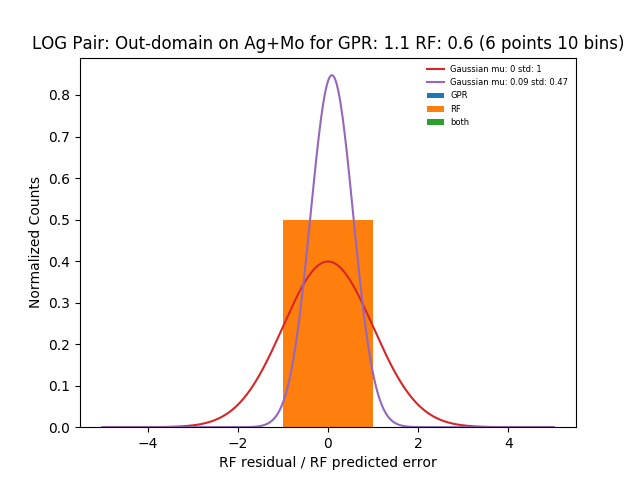 LOG Pair: Out-domain on Ag+Mo for GPR: 1.1 RF: 0.6 (6 points 10 bins)
Gaussian mu: 0 std: 1
Gaussian mu: 0.09 std: 0.47
GPR
RF
both
Normalized Counts
0.8
0.7
0.6
0.5
0.4
0.3
0.2
0.1
0.0
−4 −2 0 2 4
RF residual / RF predicted error